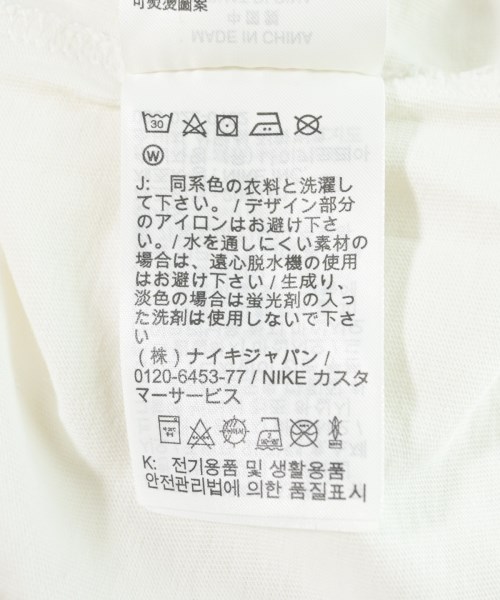 可熨燙圖案
中國製
MADE IN CHINA
30
W
J: 同系色の衣料と洗濯し
て下さい。/ デザイン部分
のアイロンはお避け下さ
い。/ 水を通しにくい素材の
場合は、遠心脱水機の使用
はお避け下さい / 生成り、
淡色の場合は蛍光剤の入っ
た洗剤は使用しないで下さ
い
(株) ナイキジャパン /
0120-6453-77 / NIKE カスタ
マーサービス
K: 전기용품 및 생활용품
안전관리법에 의한 품질표시